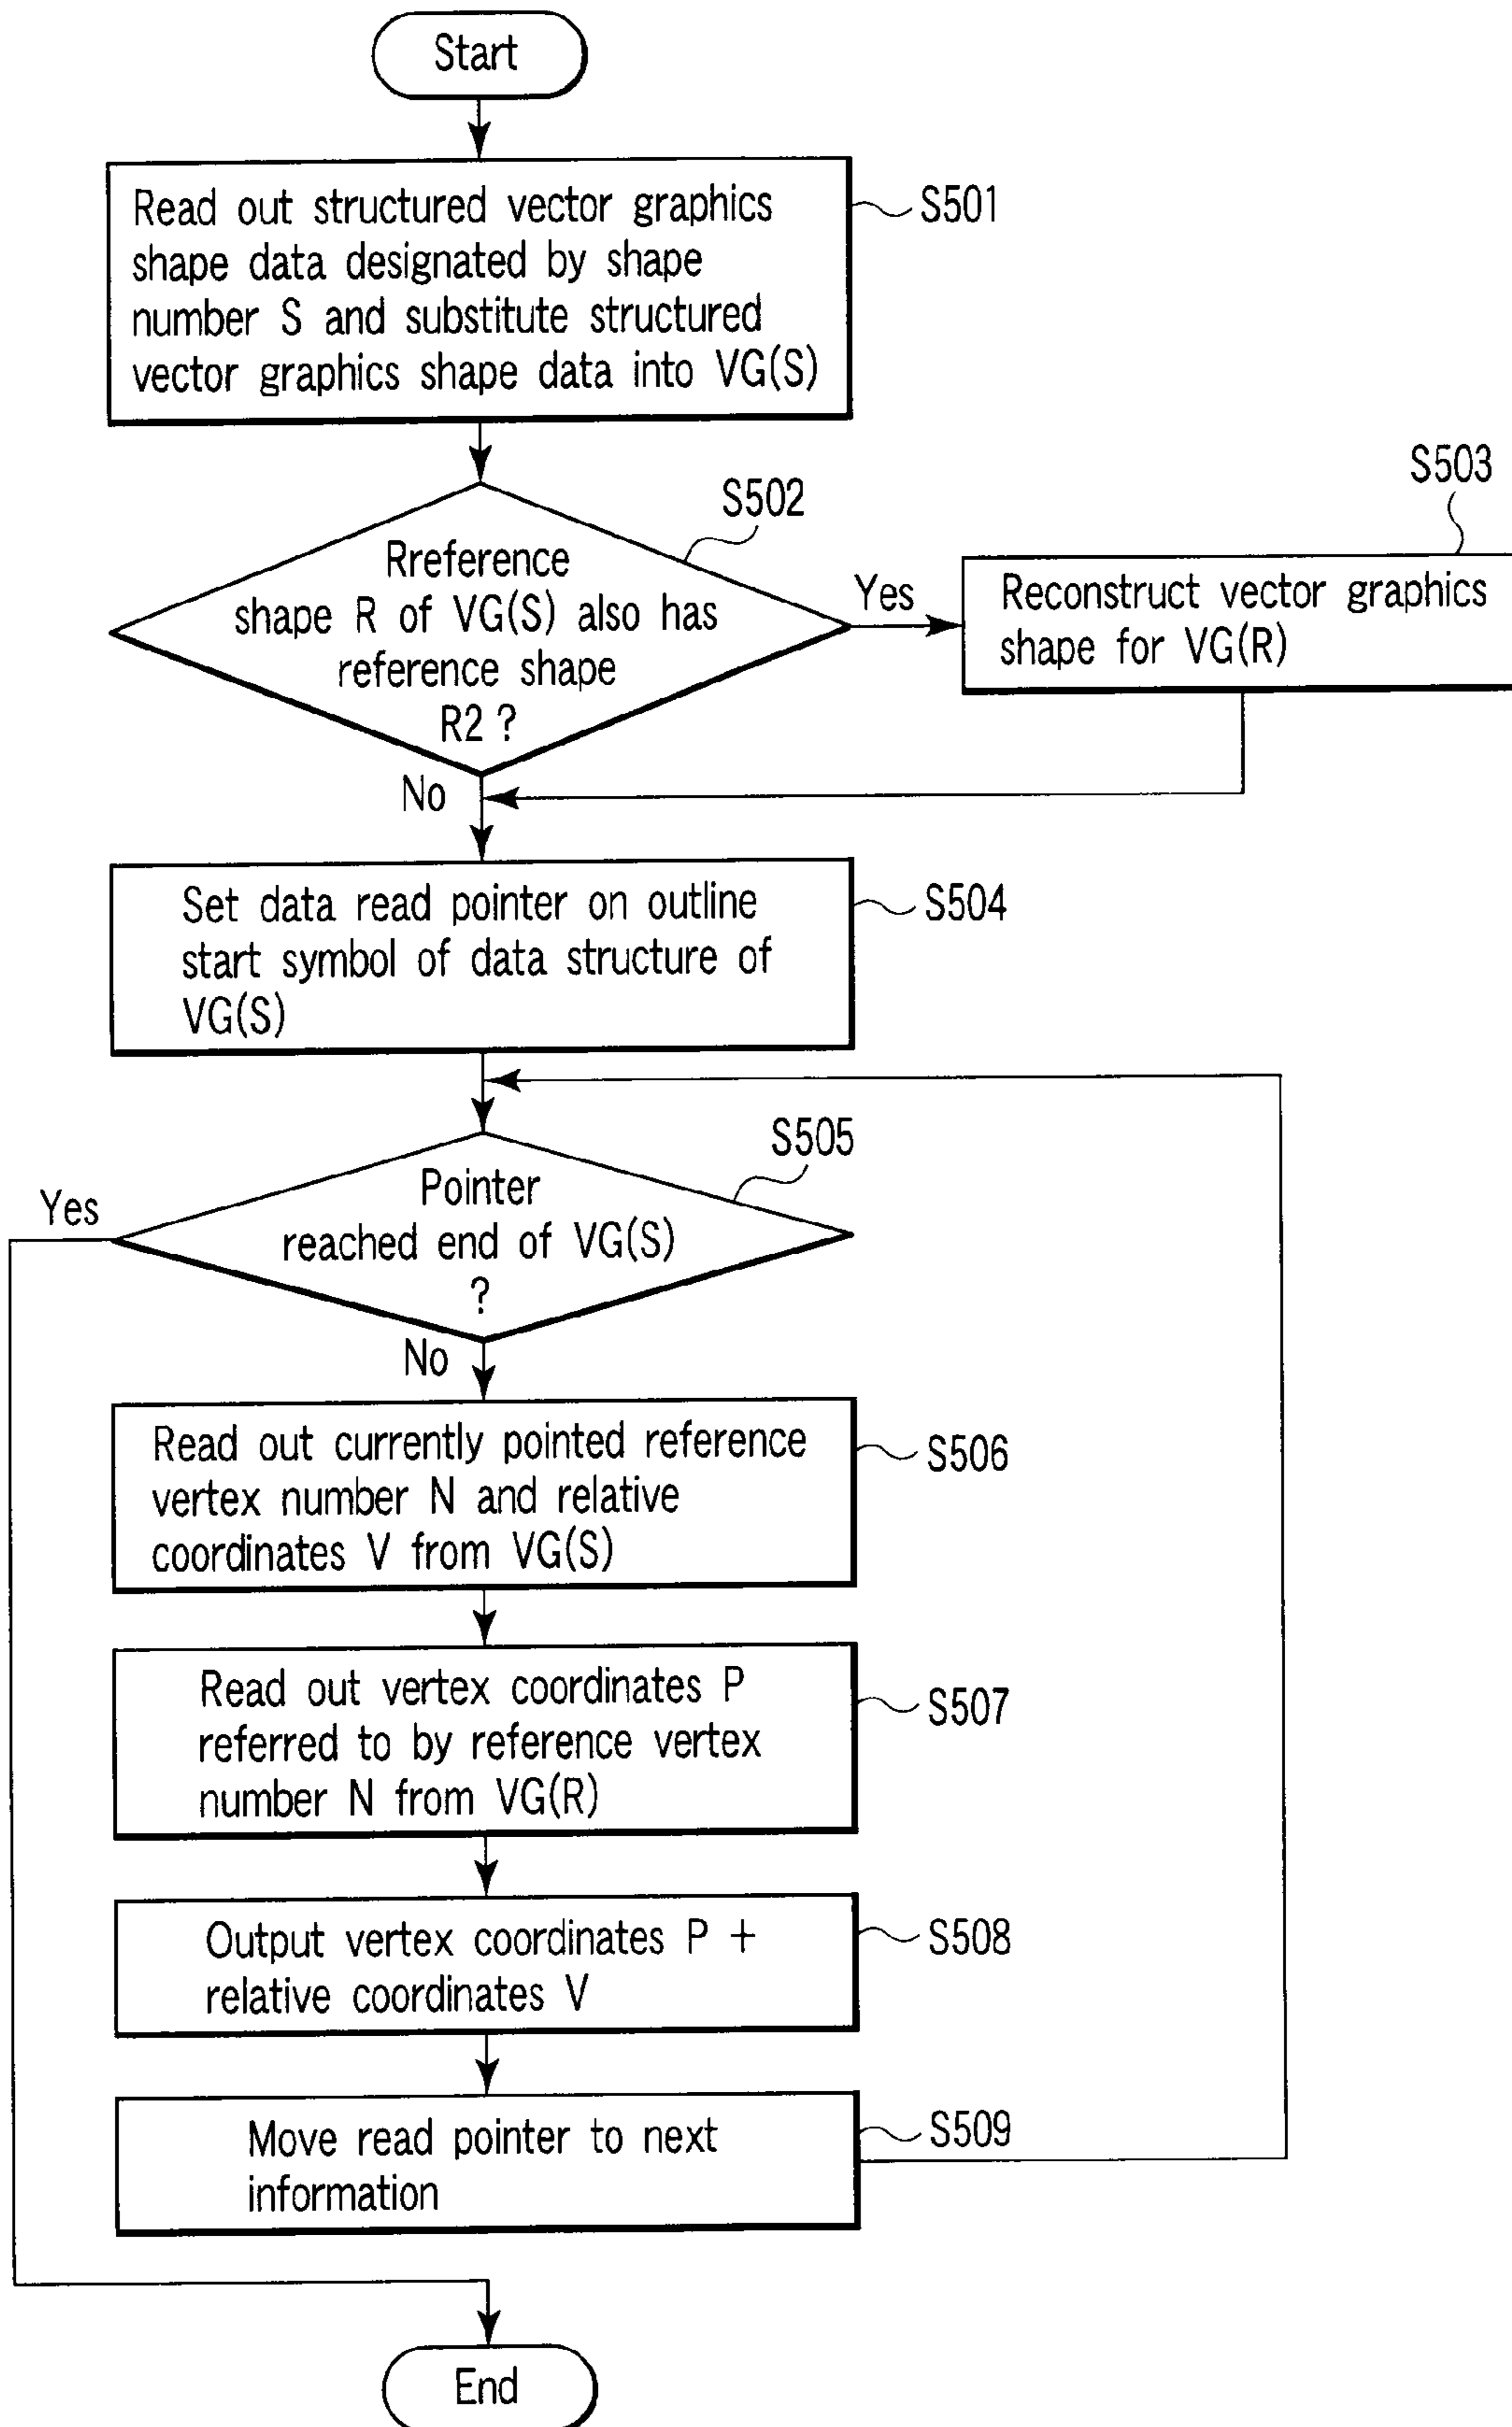 Start
Read out structured vector graphics
shape data designated by shape
number S and substitute structured
vector graphics shape data into VG(S)
S501
S502
Rreference
shape R of VG(S) also has
reference shape
R2 ?
Yes
S503
Reconstruct vector graphics
shape for VG(R)
No
Set data read pointer on outline
start symbol of data structure of
VG(S)
S504
S505
Pointer
reached end of VG(S)
?
Yes
No
Read out currently pointed reference
vertex number N and relative
coordinates V from VG(S)
S506
Read out vertex coordinates P
referred to by reference vertex
number N from VG(R)
S507
Output vertex coordinates P +
relative coordinates V
S508
Move read pointer to next
information
S509
End